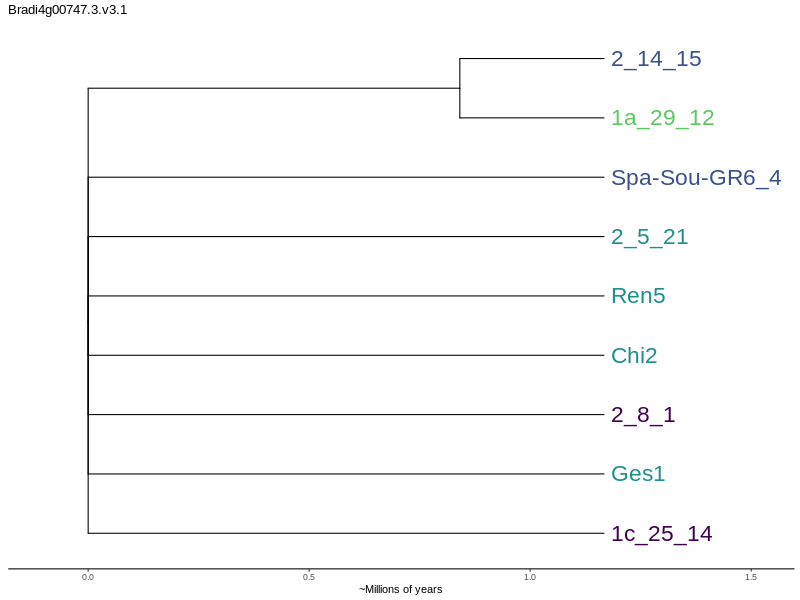 Bradi4g00747.3.v3.1
2_14_15
1a_29_12
Spa-Sou-GR6_4
2_5_21
Ren5
Chi2
2_8_1
Ges1
1c_25_14
0.0 0.5 1.0 1.5
~Millions of years